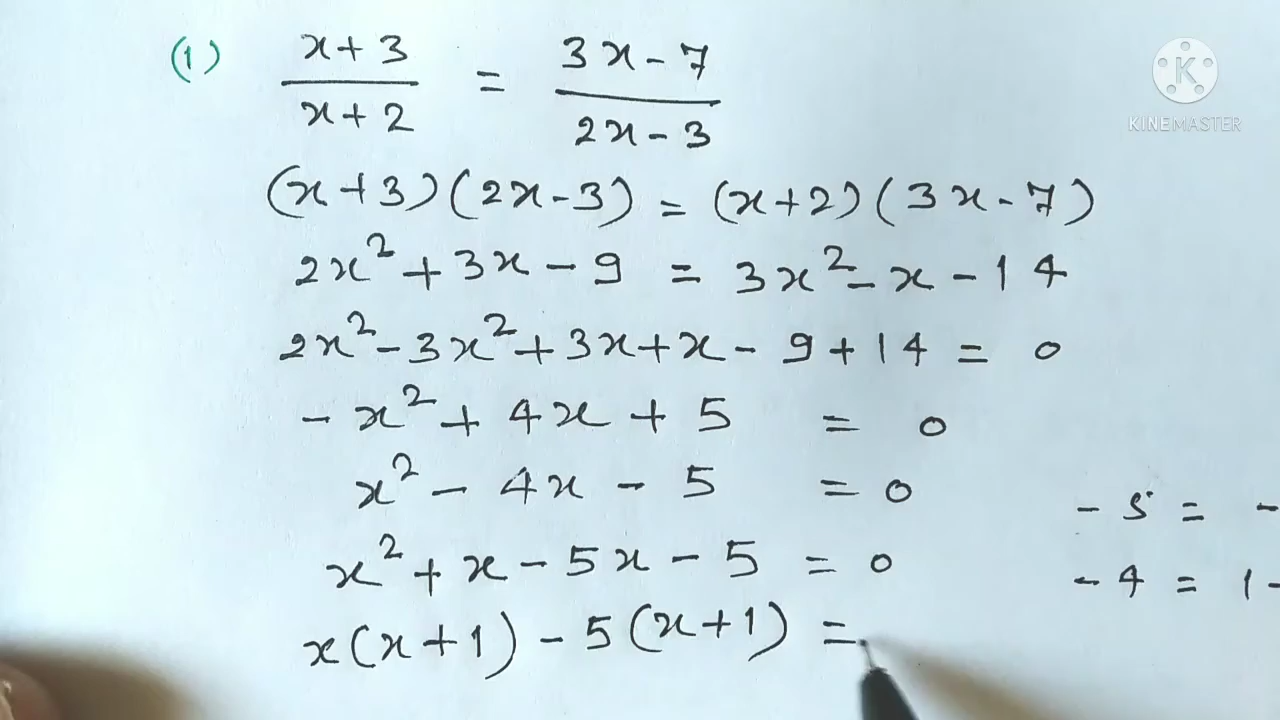 (1) x+3 / x+2 = 3x-7 / 2x-3
KINEMASTER
(x+3)(2x-3) = (x+2)(3x-7)
2x²+3x-9 = 3x²-x-14
2x²-3x²+3x+x-9+14 = 0
-x²+4x+5 = 0
x²-4x-5 = 0
-5 = -
x²+x-5x-5 = 0
-4 = 1-
x(x+1)-5(x+1) =